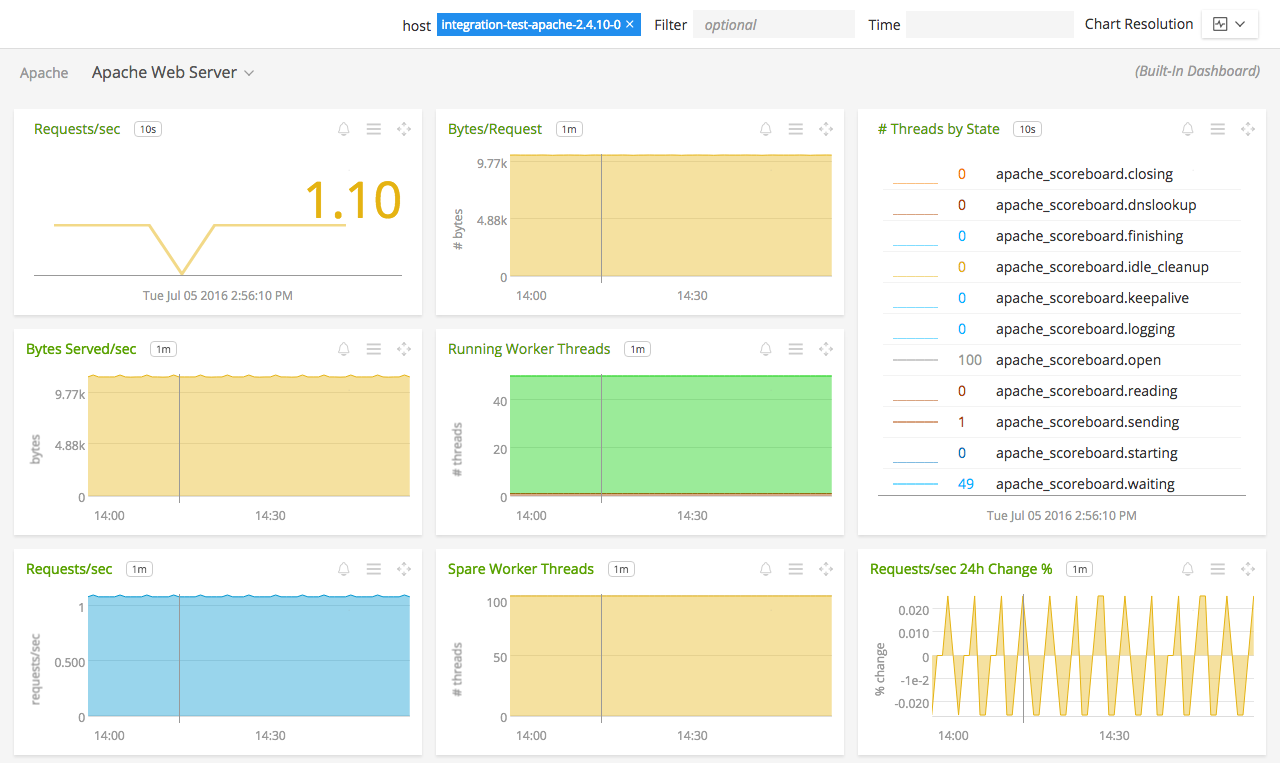 host integration-test-apache-2.4.10-0 × Filter optional Time Chart Resolution
Apache Apache Web Server (Built-In Dashboard)
Requests/sec 10s
1.10
Tue Jul 05 2016 2:56:10 PM
Bytes/Request 1m
# bytes
9.77k
4.88k
0
14:00 14:30
# Threads by State 10s
0 apache_scoreboard.closing
0 apache_scoreboard.dnslookup
0 apache_scoreboard.finishing
0 apache_scoreboard.idle_cleanup
0 apache_scoreboard.keepalive
0 apache_scoreboard.logging
100 apache_scoreboard.open
0 apache_scoreboard.reading
1 apache_scoreboard.sending
0 apache_scoreboard.starting
49 apache_scoreboard.waiting
Tue Jul 05 2016 2:56:10 PM
Bytes Served/sec 1m
bytes
9.77k
4.88k
0
14:00 14:30
Running Worker Threads 1m
# threads
40
20
0
14:00 14:30
Requests/sec 1m
requests/sec
1
0.500
0
14:00 14:30
Spare Worker Threads 1m
# threads
100
50
0
14:00 14:30
Requests/sec 24h Change % 1m
% change
0.020
0.010
0
-1e-2
-0.020
14:00 14:30